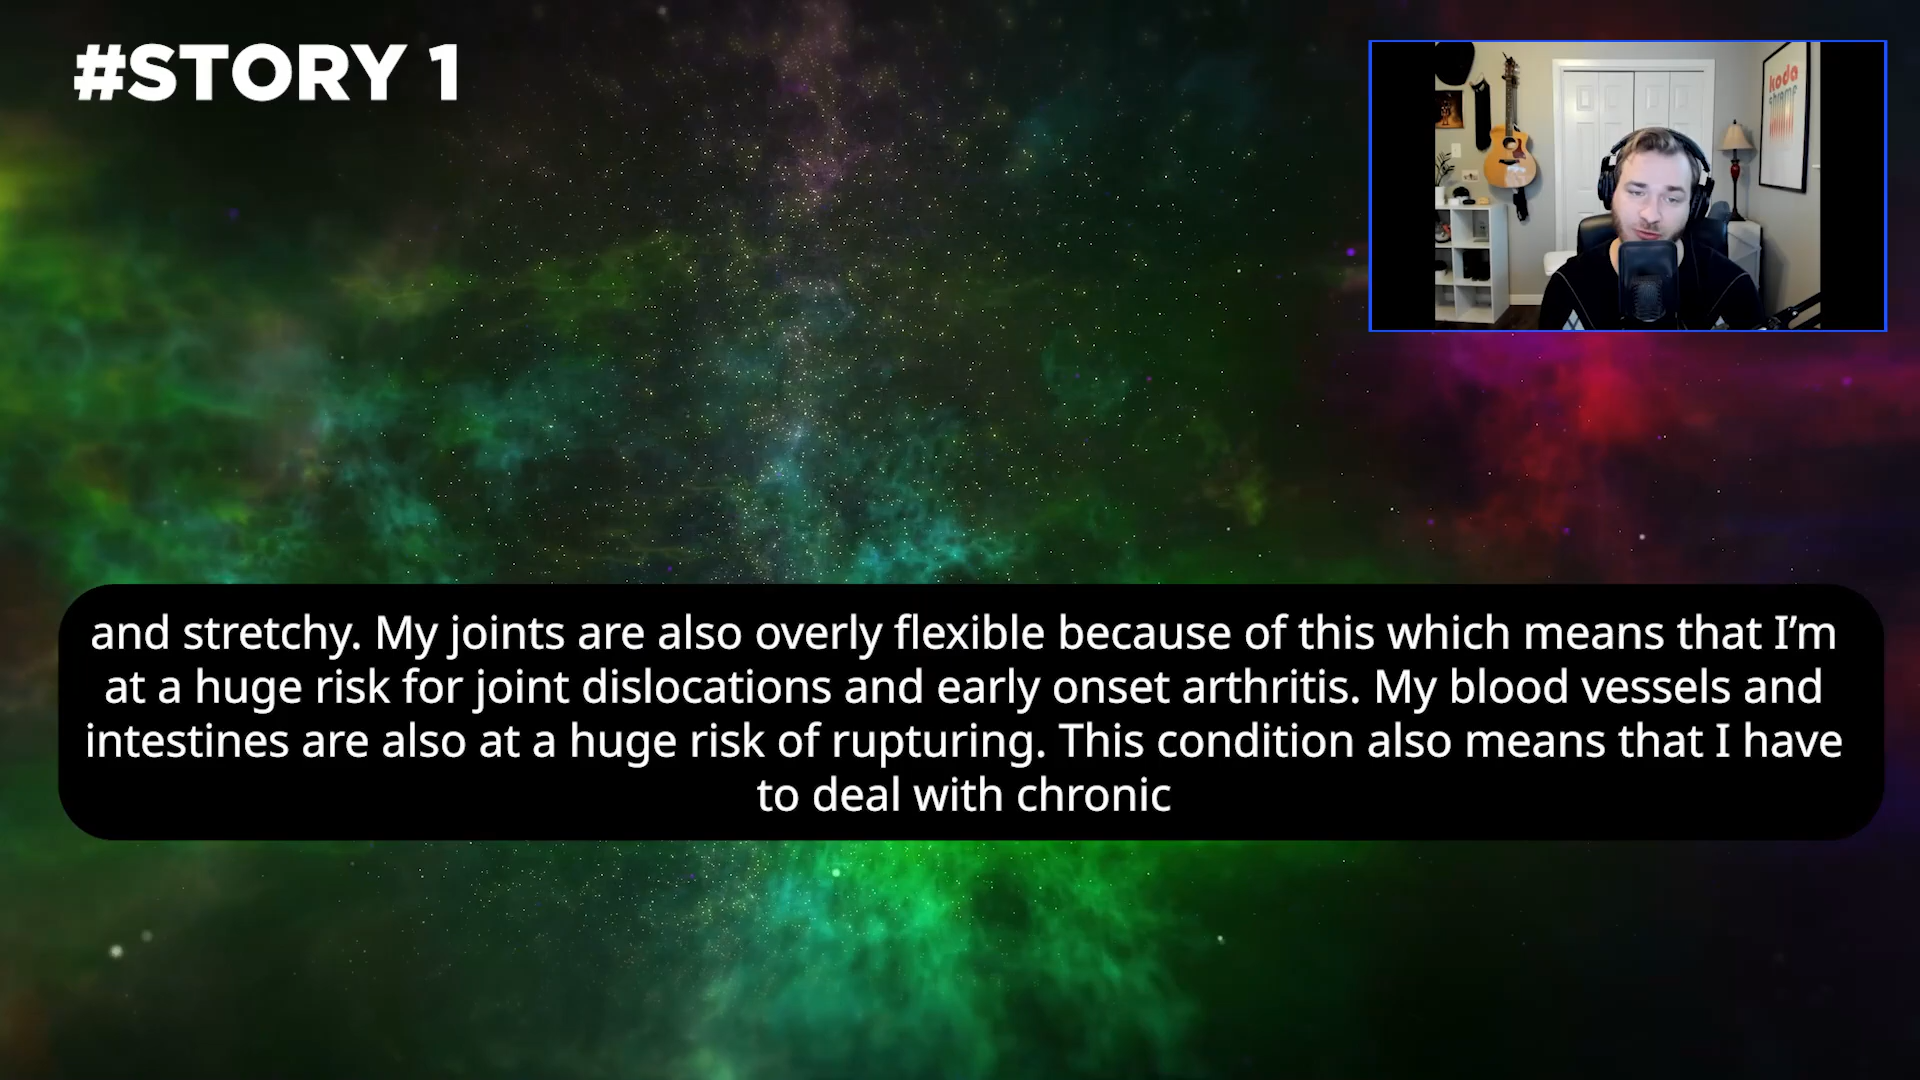 #STORY 1
koda
and stretchy. My joints are also overly flexible because of this which means that I’m
at a huge risk for joint dislocations and early onset arthritis. My blood vessels and
intestines are also at a huge risk of rupturing. This condition also means that I have
to deal with chronic